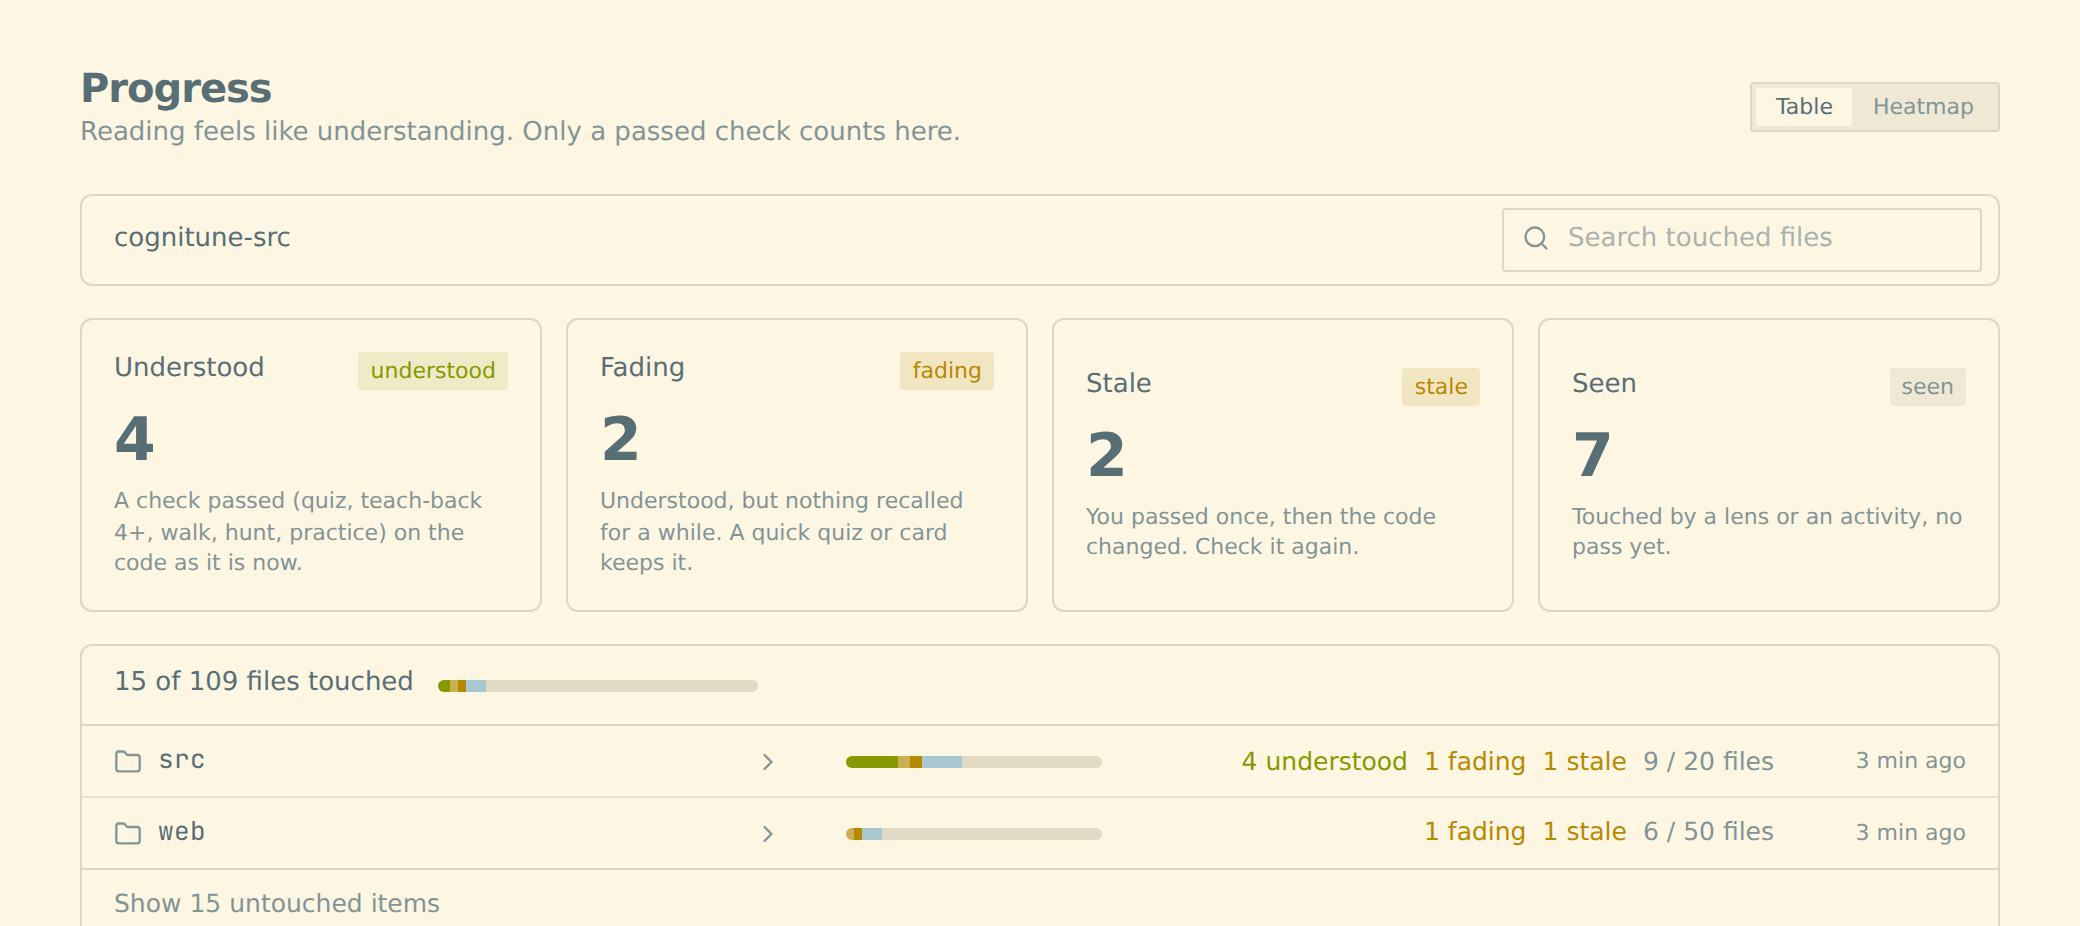 Progress
Reading feels like understanding. Only a passed check counts here.
Table
Heatmap
cognitune-src
Search touched files
Understood
understood
4
A check passed (quiz, teach-back
4+, walk, hunt, practice) on the
code as it is now.
Fading
fading
2
Understood, but nothing recalled
for a while. A quick quiz or card
keeps it.
Stale
stale
2
You passed once, then the code
changed. Check it again.
Seen
seen
7
Touched by a lens or an activity, no
pass yet.
15 of 109 files touched
src
4 understood 1 fading 1 stale 9 / 20 files
3 min ago
web
1 fading 1 stale 6 / 50 files
3 min ago
Show 15 untouched items